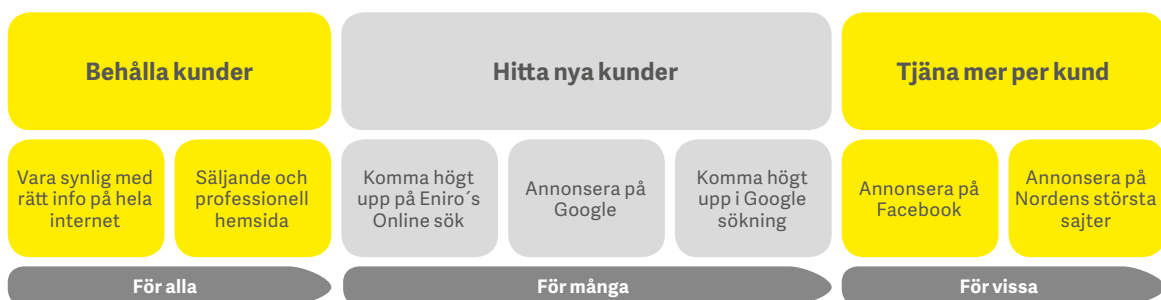 Behålla kunder
Hitta nya kunder
Tjäna mer per kund
Vara synlig med
rätt info på hela
internet
Säljande och
professionell
hemsida
Komma högt
upp på Eniro´s
Online sök
Annonsera på
Google
Komma högt
upp i Google
sökning
Annonsera på
Facebook
Annonsera på
Nordens största
sajter
För alla
För många
För vissa